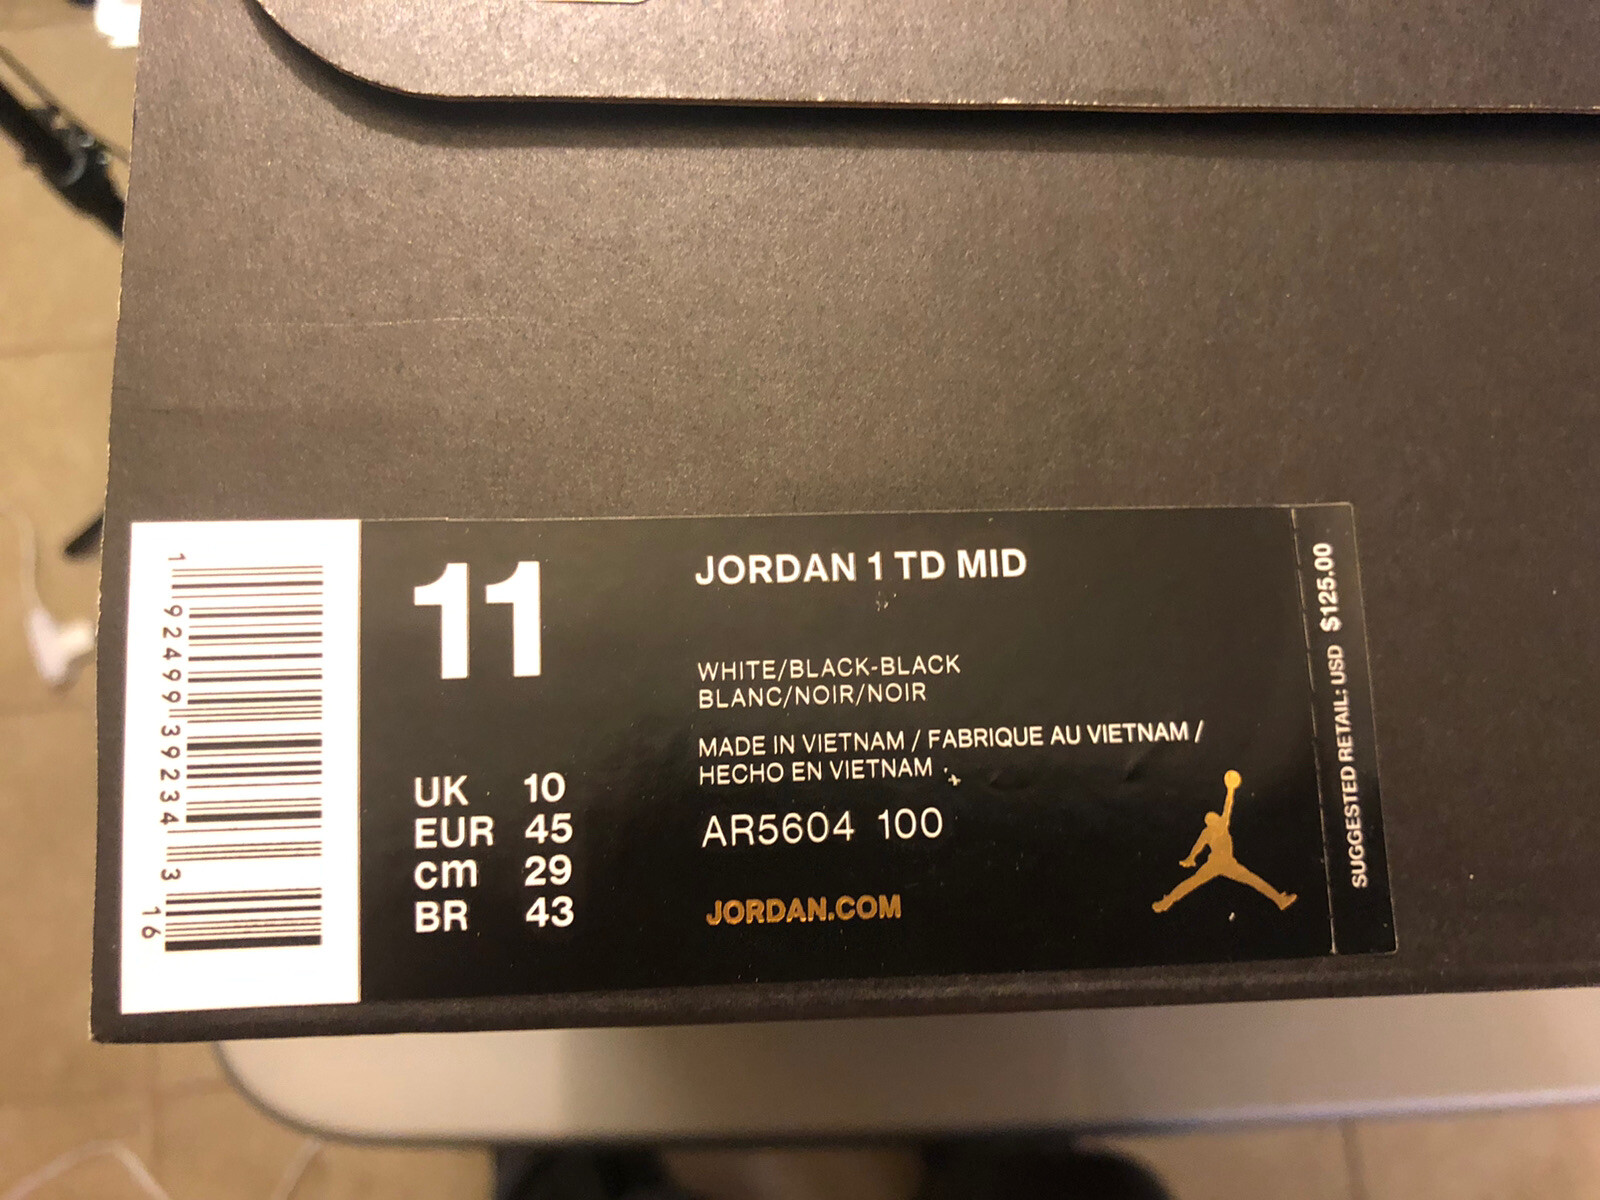 1 92499 39234 3 16
11
JORDAN 1 TD MID
WHITE/BLACK-BLACK
BLANC/NOIR/NOIR
MADE IN VIETNAM / FABRIQUE AU VIETNAM /
HECHO EN VIETNAM
UK 10
EUR 45
cm 29
BR 43
AR5604 100
JORDAN.COM
SUGGESTED RETAIL: USD $125.00